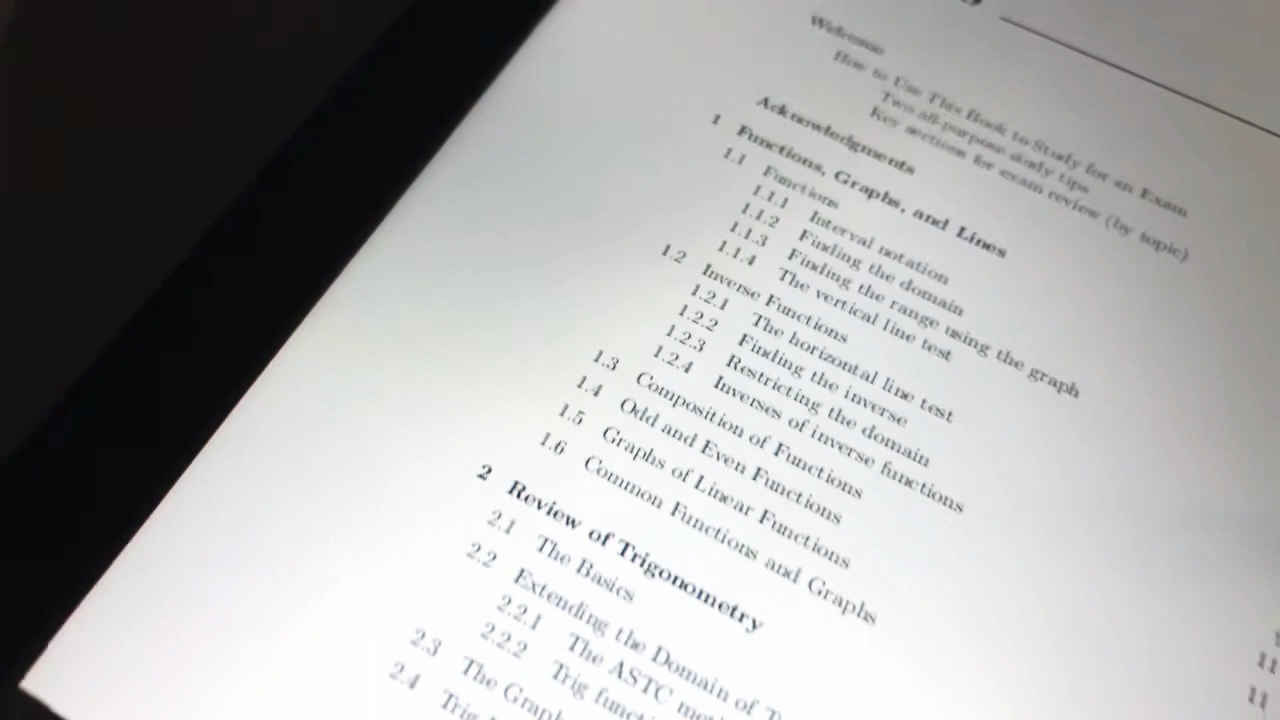 Welcome
How to Use This Book to Study for an Exam
Two all-purpose study tips
Key sections for exam review (by topic)
Acknowledgments
1 Functions, Graphs, and Lines
1.1 Functions
1.1.1 Interval notation
1.1.2 Finding the domain
1.1.3 Finding the range using the graph
1.1.4 The vertical line test
1.2 Inverse Functions
1.2.1 The horizontal line test
1.2.2 Finding the inverse
1.2.3 Restricting the domain
1.2.4 Inverses of inverse functions
1.3 Composition of Functions
1.4 Odd and Even Functions
1.5 Graphs of Linear Functions
1.6 Common Functions and Graphs
2 Review of Trigonometry
2.1 The Basics
2.2 Extending the Domain of
2.2.1 The ASTC
2.2.2 Trig
2.3 The
2.4 Trig
11
11